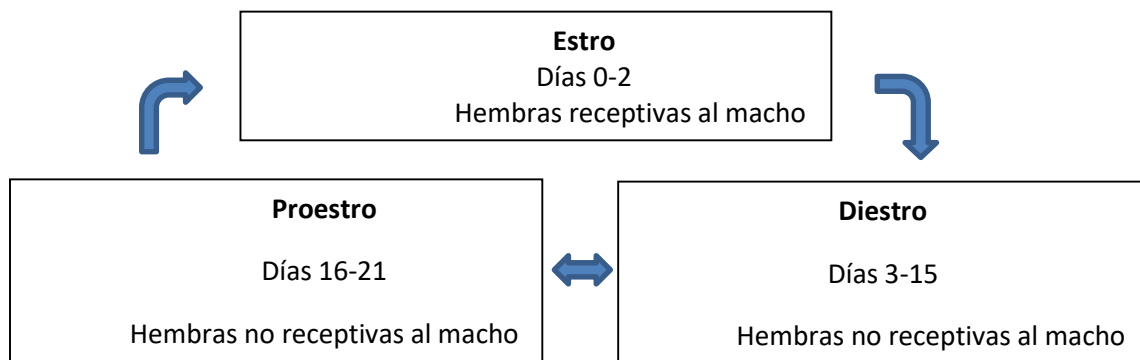 Estro
Días 0-2
Hembras receptivas al macho
Proestro
Días 16-21
Hembras no receptivas al macho
Diestro
Días 3-15
Hembras no receptivas al macho